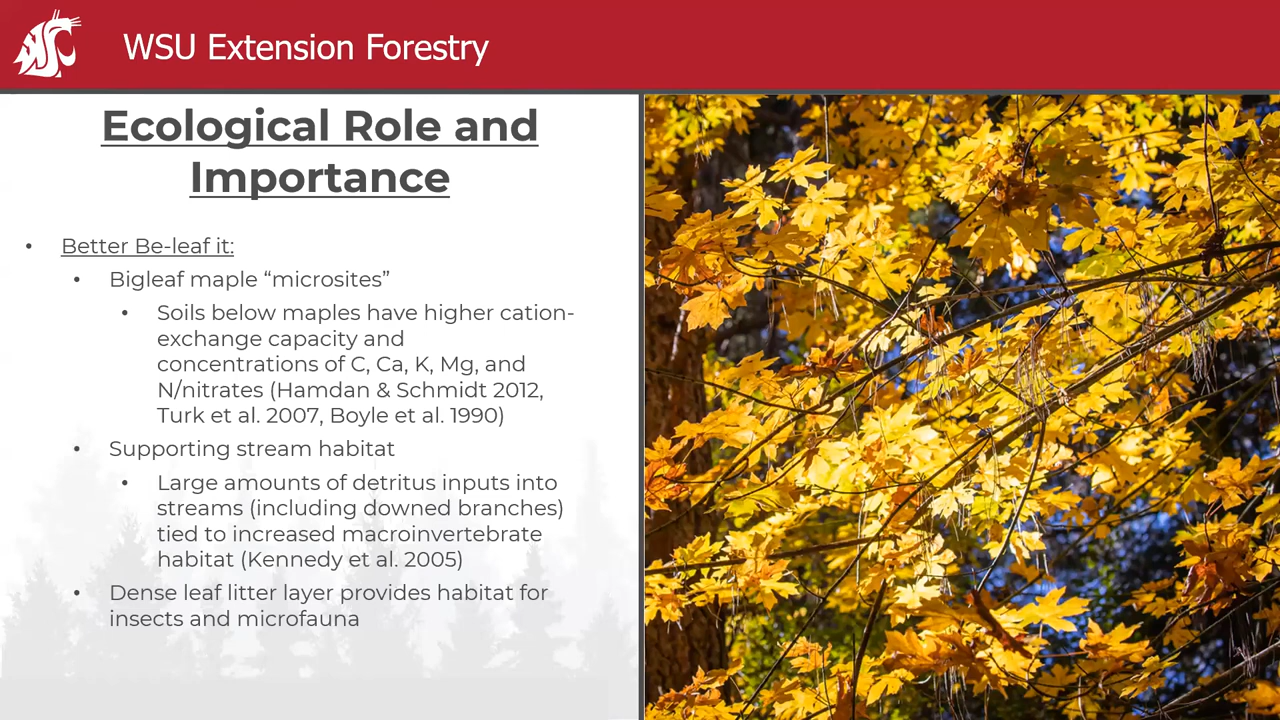 WSU Extension Forestry
Ecological Role and
Importance
• Better Be-leaf it:
• Bigleaf maple “microsites”
• Soils below maples have higher cation-
exchange capacity and
concentrations of C, Ca, K, Mg, and
N/nitrates (Hamdan & Schmidt 2012,
Turk et al. 2007, Boyle et al. 1990)
• Supporting stream habitat
• Large amounts of detritus inputs into
streams (including downed branches)
tied to increased macroinvertebrate
habitat (Kennedy et al. 2005)
• Dense leaf litter layer provides habitat for
insects and microfauna